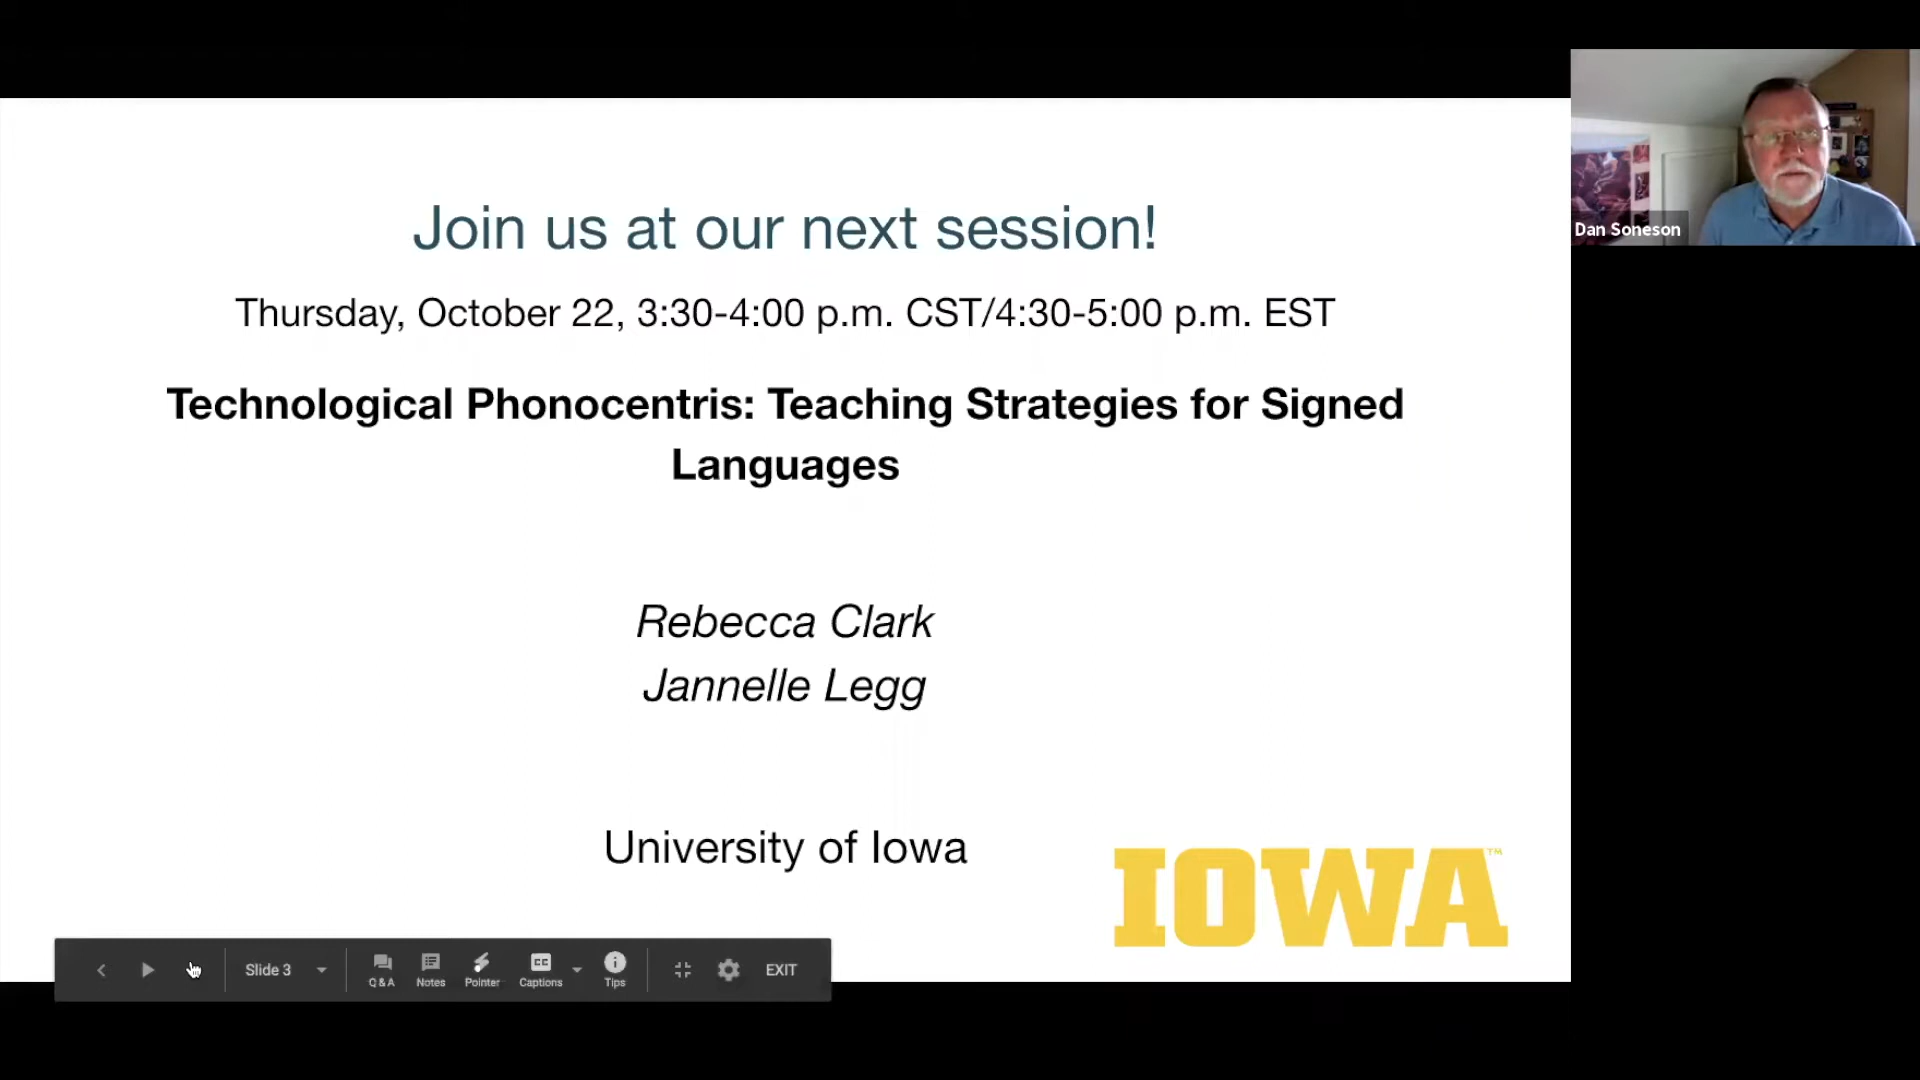 Join us at our next session!
Thursday, October 22, 3:30-4:00 p.m. CST/4:30-5:00 p.m. EST
Technological Phonocentris: Teaching Strategies for Signed
Languages
Rebecca Clark
Jannelle Legg
University of Iowa
IOWA™
Dan Soneson
Slide 3
Q & A
Notes
Pointer
CC
Captions
Tips
EXIT